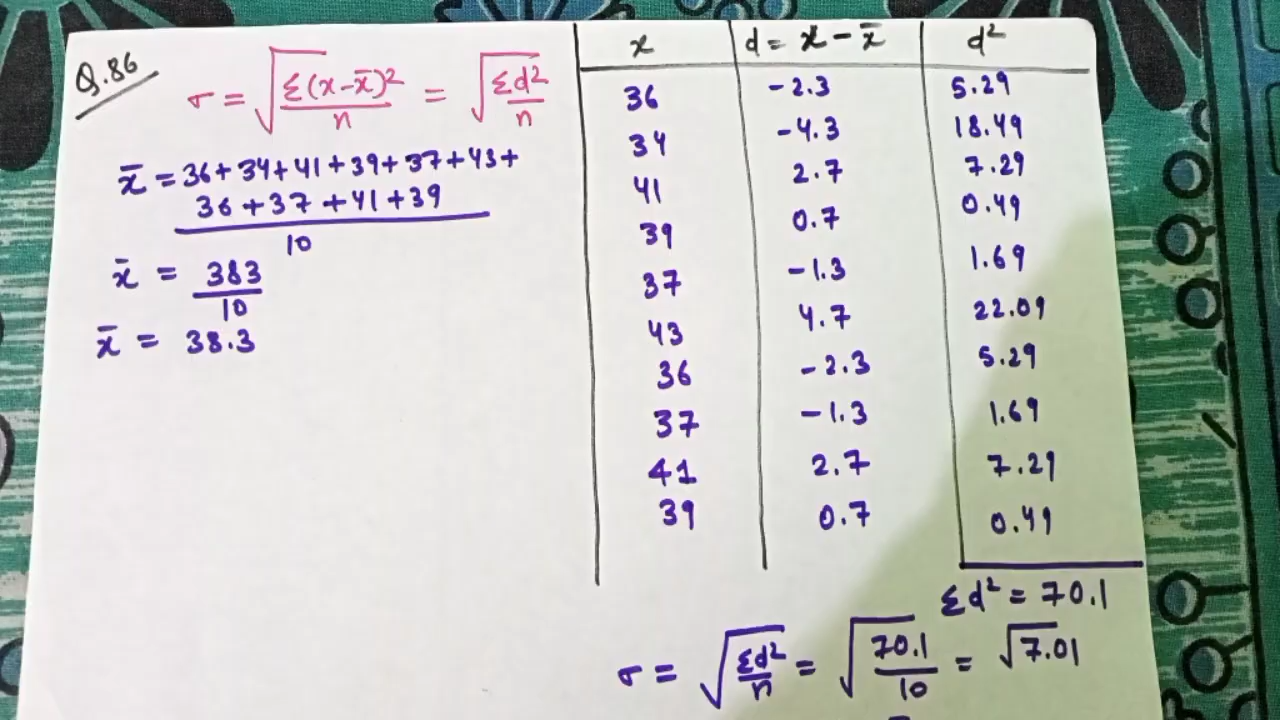 Q.86
σ = √Σ(x-x̄)²/n = √Σd²/n
x̄ = 36+34+41+39+37+43+
36+37+41+39
10
x̄ = 383/10
x̄ = 38.3
x d = x-x̄ d²
36 -2.3 5.29
34 -4.3 18.49
41 2.7 7.29
39 0.7 0.49
37 -1.3 1.69
43 4.7 22.09
36 -2.3 5.29
37 -1.3 1.69
41 2.7 7.29
39 0.7 0.49
Σd² = 70.1
σ = √Σd²/n = √70.1/10 = √7.01